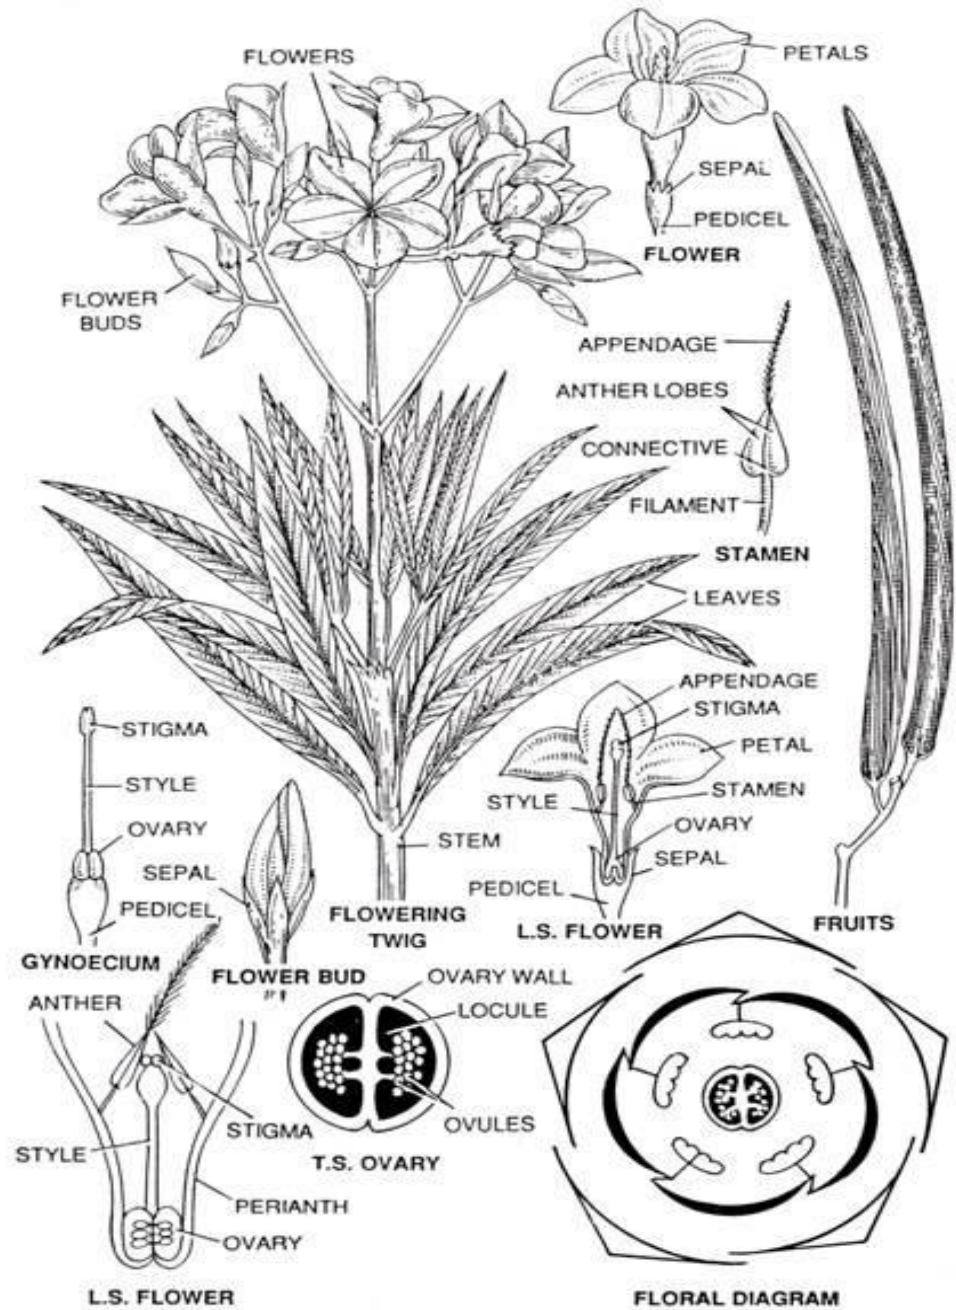 FLOWERS
PETALS
SEPAL
PEDICEL
FLOWER
FLOWER
BUDS
APPENDAGE
ANTHER LOBES
CONNECTIVE
FILAMENT
STAMEN
LEAVES
APPENDAGE
STIGMA
PETAL
STAMEN
STYLE
OVARY
SEPAL
PEDICEL
L.S. FLOWER
STIGMA
STYLE
OVARY
PEDICEL
GYNOECIUM
SEPAL
FLOWER BUD
STEM
FLOWERING
TWIG
FRUITS
ANTHER
STIGMA
STYLE
PERIANTH
OVARY
L.S. FLOWER
OVARY WALL
LOCULE
OVULES
T.S. OVARY
FLORAL DIAGRAM